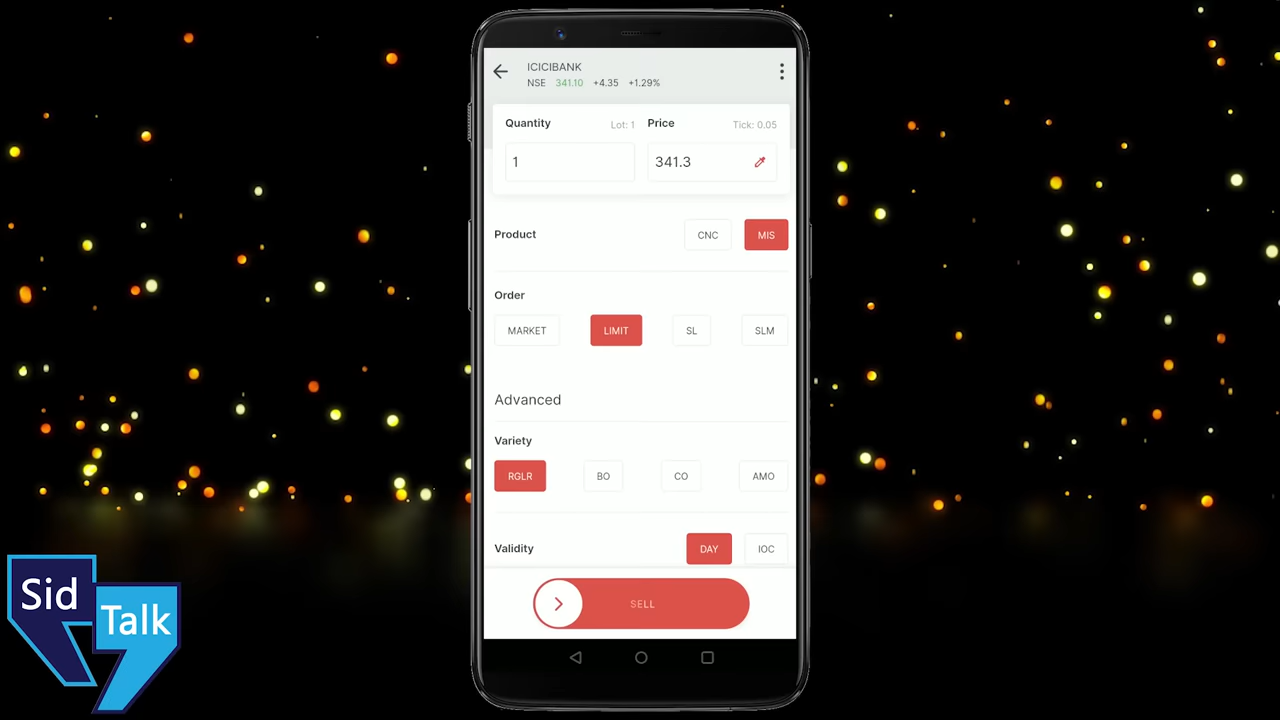 ICICIBANK
NSE 341.10 +4.35 +1.29%
Quantity Lot: 1 Price Tick: 0.05
1 341.3
Product CNC MIS
Order
MARKET LIMIT SL SLM
Advanced
Variety
RGLR BO CO AMO
Validity DAY IOC
SELL
Sid
Talk